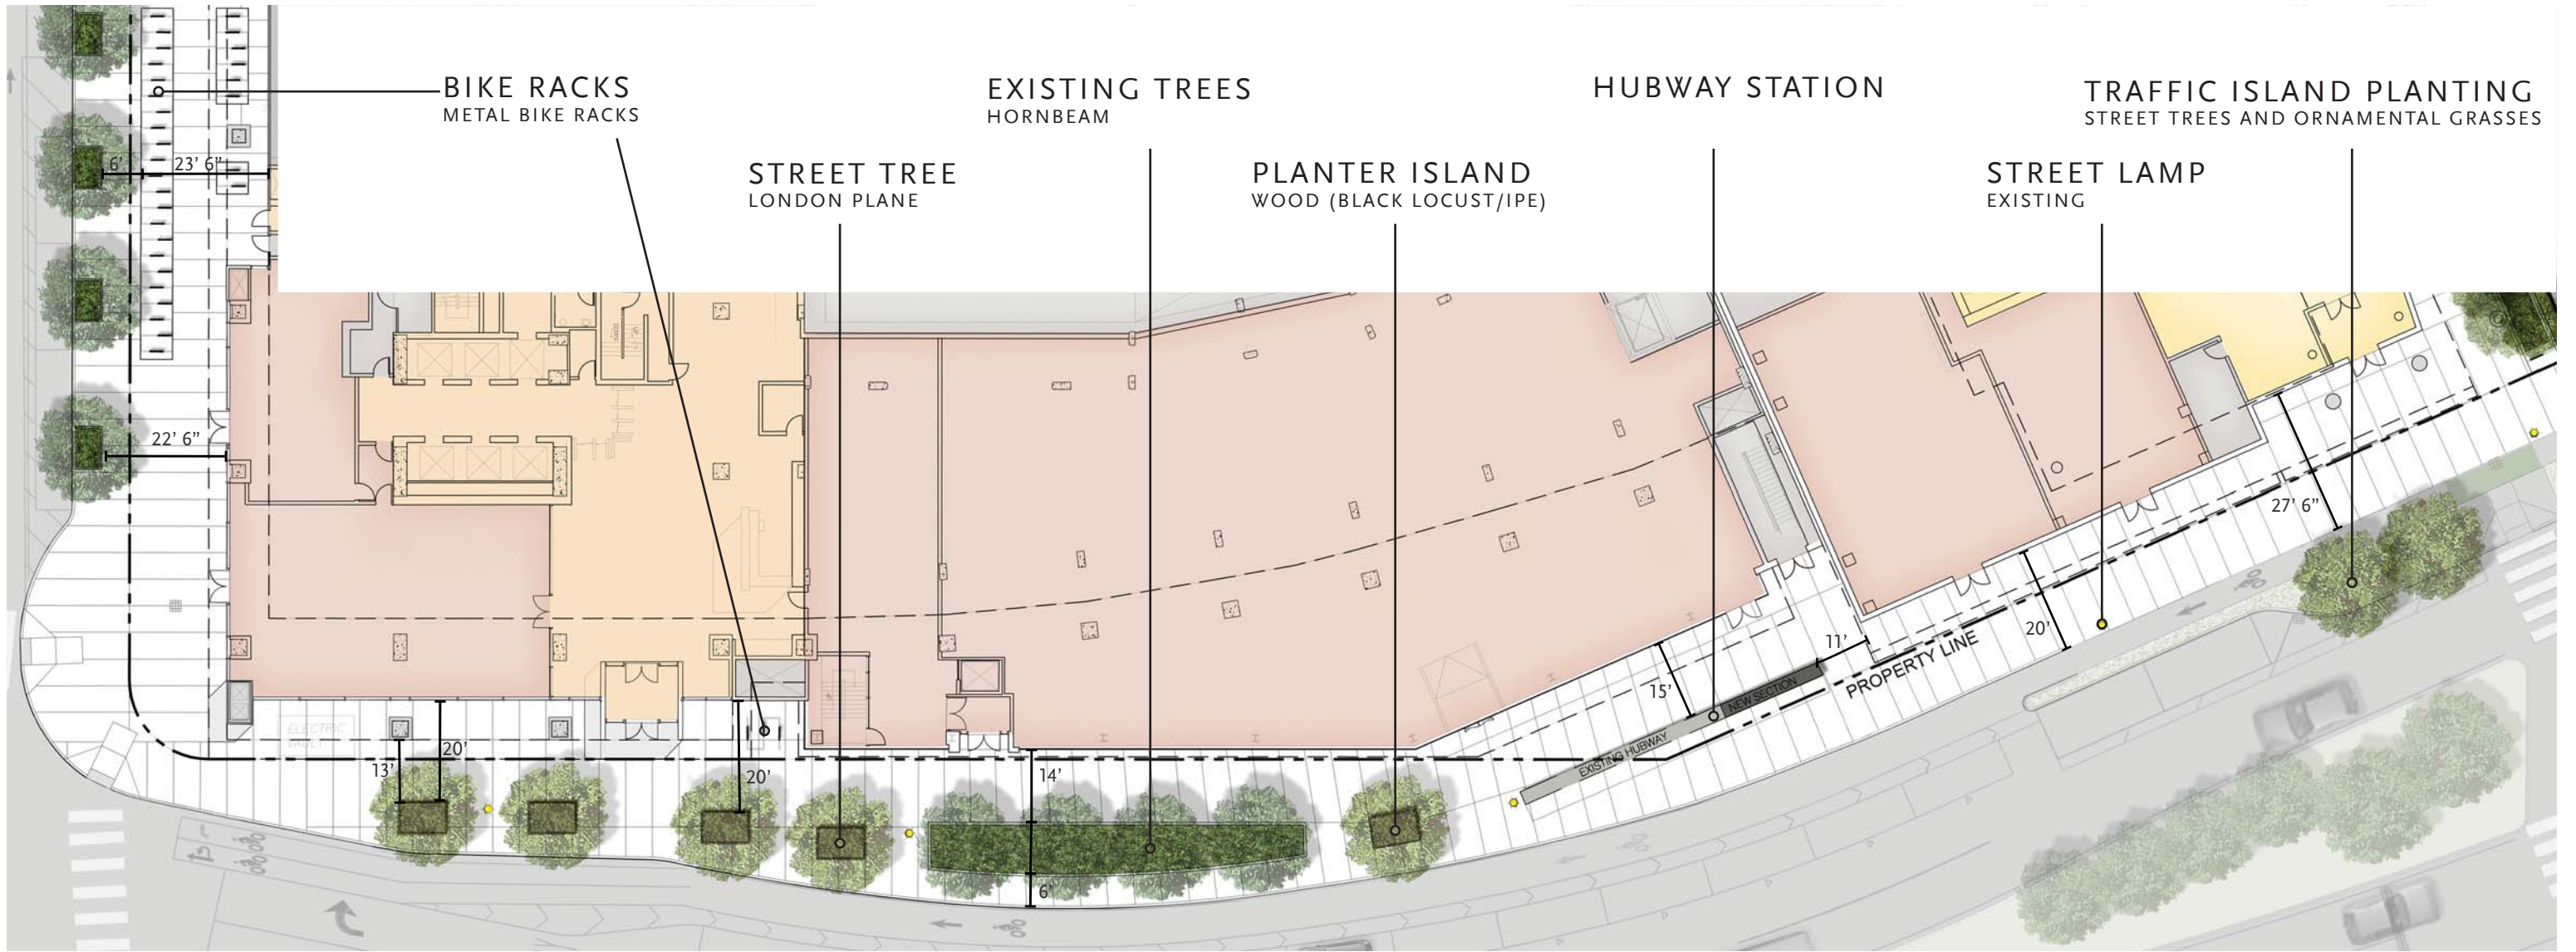 BIKE RACKS
METAL BIKE RACKS
EXISTING TREES
HORNBEAM
HUBWAY STATION
TRAFFIC ISLAND PLANTING
STREET TREES AND ORNAMENTAL GRASSES
STREET TREE
LONDON PLANE
PLANTER ISLAND
WOOD (BLACK LOCUST/IPE)
STREET LAMP
EXISTING
6'
23' 6"
22' 6"
27' 6"
20'
11'
PROPERTY LINE
15'
NEW SECTION
EXISTING HUBWAY
ELECTRIC
VAULT
20'
13'
20'
14'
6'